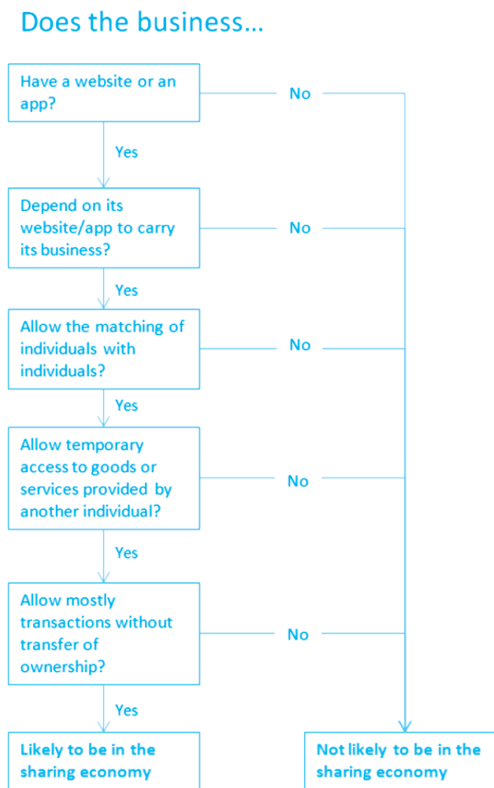 Does the business...
Have a website or an
app?
No
Yes
Depend on its
website/app to carry
its business?
No
Yes
Allow the matching of
individuals with
individuals?
No
Yes
Allow temporary
access to goods or
services provided by
another individual?
No
Yes
Allow mostly
transactions without
transfer of
ownership?
No
Yes
Likely to be in the
sharing economy
Not likely to be in the
sharing economy